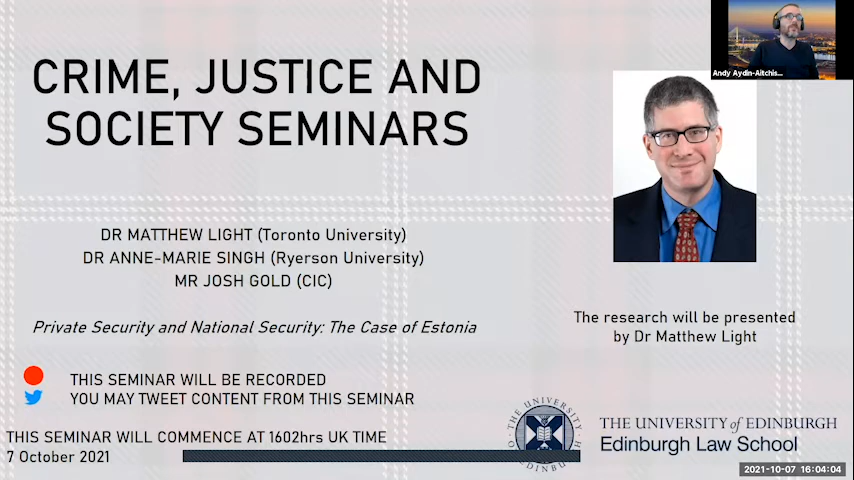 Andy Aydin-Aitchis...
CRIME, JUSTICE AND
SOCIETY SEMINARS
DR MATTHEW LIGHT (Toronto University)
DR ANNE-MARIE SINGH (Ryerson University)
MR JOSH GOLD (CIC)
Private Security and National Security: The Case of Estonia
The research will be presented
by Dr Matthew Light
THIS SEMINAR WILL BE RECORDED
YOU MAY TWEET CONTENT FROM THIS SEMINAR
THIS SEMINAR WILL COMMENCE AT 1602hrs UK TIME
7 October 2021
THE UNIVERSITY of EDINBURGH
Edinburgh Law School
2021-10-07 16:04:04